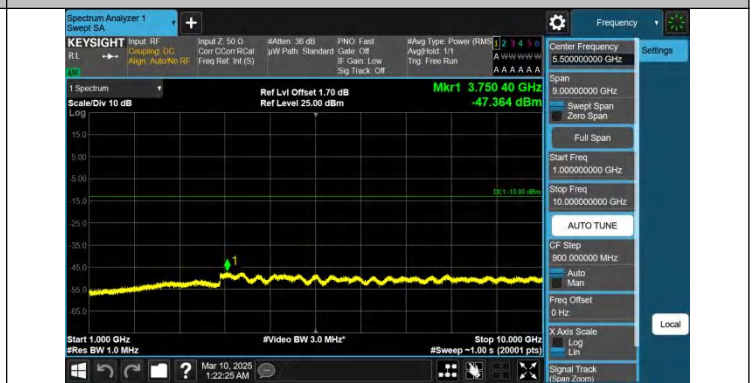 Spectrum Analyzer 1
Swept SA
Frequency
KEYSIGHT
RL
Input: RF
Coupling: DC
Align: Auto/No RF
Input Z: 50 Ω
Corr CCorr RCal
Freq Ref: Int (S)
#Atten: 36 dB
µW Path: Standard
PNO: Fast
Gate: Off
IF Gain: Low
Sig Track: Off
#Avg Type: Power (RMS
Avg|Hold: 1/1
Trig: Free Run
1 2 3 4 5 6
A W W W W W
A A A A A A
1 Spectrum
Scale/Div 10 dB
Log
Ref Lvl Offset 1.70 dB
Ref Level 25.00 dBm
Mkr1 3.750 40 GHz
-47.364 dBm
15.0
5.00
-5.00
-15.0
-25.0
-35.0
-45.0
-55.0
-65.0
DL1 -13.00 dBm
1
Start 1.000 GHz
#Res BW 1.0 MHz
#Video BW 3.0 MHz*
Stop 10.000 GHz
#Sweep ~1.00 s (20001 pts)
Center Frequency
5.500000000 GHz
Settings
Span
9.00000000 GHz
Swept Span
Zero Span
Full Span
Start Freq
1.000000000 GHz
Stop Freq
10.000000000 GHz
AUTO TUNE
CF Step
900.000000 MHz
Auto
Man
Freq Offset
0 Hz
X Axis Scale
Log
Lin
Local
Signal Track
(Span Zoom)
?
Mar 10, 2025
1:22:25 AM